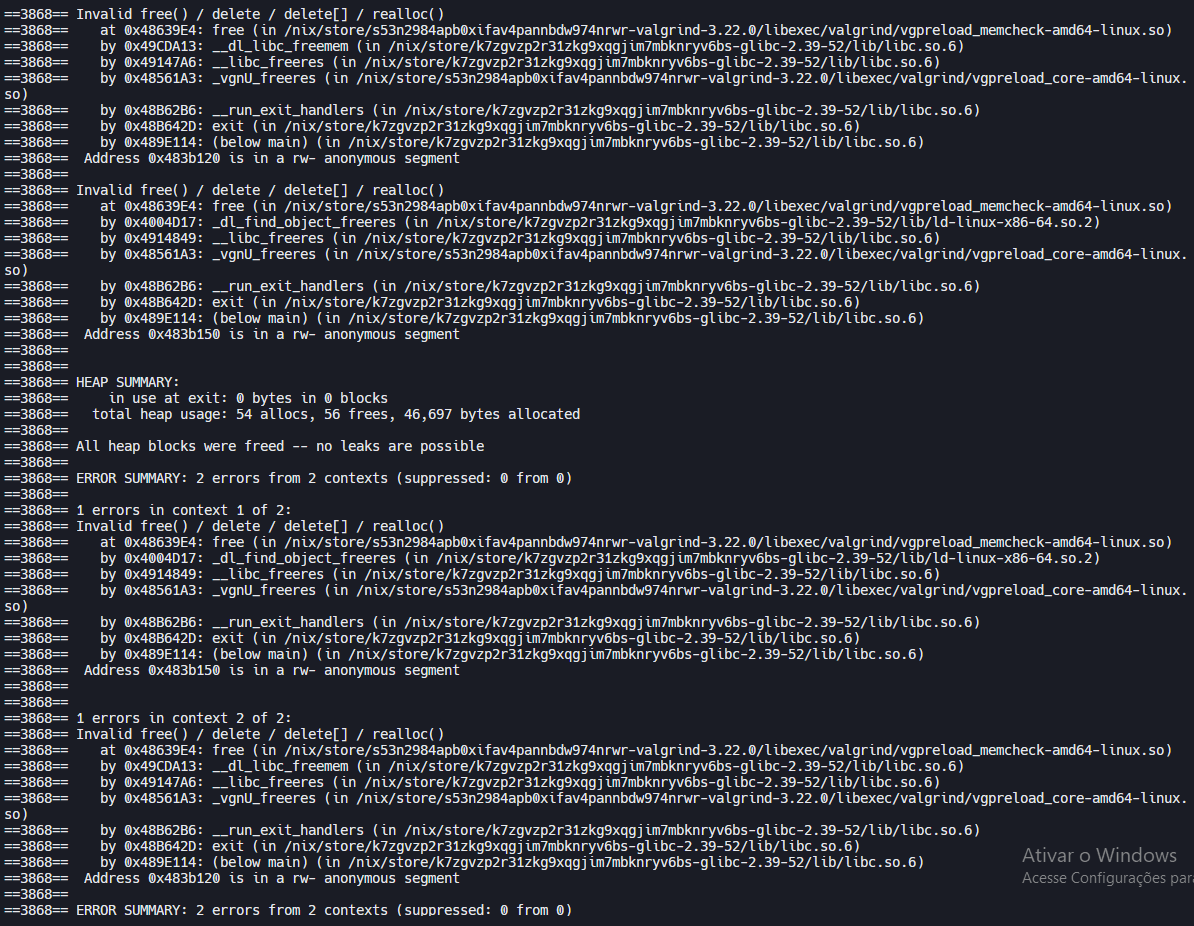 ==3868== Invalid free() / delete / delete[] / realloc()
==3868==    at 0x48639E4: free (in /nix/store/s53n2984apb0xifav4pannbdw974nrwr-valgrind-3.22.0/libexec/valgrind/vgpreload_memcheck-amd64-linux.so)
==3868==    by 0x49CDA13: __dl_libc_freemem (in /nix/store/k7zgvzp2r31zkg9xqgjim7mbknryv6bs-glibc-2.39-52/lib/libc.so.6)
==3868==    by 0x49147A6: __libc_freeres (in /nix/store/k7zgvzp2r31zkg9xqgjim7mbknryv6bs-glibc-2.39-52/lib/libc.so.6)
==3868==    by 0x48561A3: _vgnU_freeres (in /nix/store/s53n2984apb0xifav4pannbdw974nrwr-valgrind-3.22.0/libexec/valgrind/vgpreload_core-amd64-linux.
so)
==3868==    by 0x48B62B6: __run_exit_handlers (in /nix/store/k7zgvzp2r31zkg9xqgjim7mbknryv6bs-glibc-2.39-52/lib/libc.so.6)
==3868==    by 0x48B642D: exit (in /nix/store/k7zgvzp2r31zkg9xqgjim7mbknryv6bs-glibc-2.39-52/lib/libc.so.6)
==3868==    by 0x489E114: (below main) (in /nix/store/k7zgvzp2r31zkg9xqgjim7mbknryv6bs-glibc-2.39-52/lib/libc.so.6)
==3868==  Address 0x483b120 is in a rw- anonymous segment
==3868==
==3868== Invalid free() / delete / delete[] / realloc()
==3868==    at 0x48639E4: free (in /nix/store/s53n2984apb0xifav4pannbdw974nrwr-valgrind-3.22.0/libexec/valgrind/vgpreload_memcheck-amd64-linux.so)
==3868==    by 0x4004D17: _dl_find_object_freeres (in /nix/store/k7zgvzp2r31zkg9xqgjim7mbknryv6bs-glibc-2.39-52/lib/ld-linux-x86-64.so.2)
==3868==    by 0x4914849: __libc_freeres (in /nix/store/k7zgvzp2r31zkg9xqgjim7mbknryv6bs-glibc-2.39-52/lib/libc.so.6)
==3868==    by 0x48561A3: _vgnU_freeres (in /nix/store/s53n2984apb0xifav4pannbdw974nrwr-valgrind-3.22.0/libexec/valgrind/vgpreload_core-amd64-linux.
so)
==3868==    by 0x48B62B6: __run_exit_handlers (in /nix/store/k7zgvzp2r31zkg9xqgjim7mbknryv6bs-glibc-2.39-52/lib/libc.so.6)
==3868==    by 0x48B642D: exit (in /nix/store/k7zgvzp2r31zkg9xqgjim7mbknryv6bs-glibc-2.39-52/lib/libc.so.6)
==3868==    by 0x489E114: (below main) (in /nix/store/k7zgvzp2r31zkg9xqgjim7mbknryv6bs-glibc-2.39-52/lib/libc.so.6)
==3868==  Address 0x483b150 is in a rw- anonymous segment
==3868==
==3868==
==3868== HEAP SUMMARY:
==3868==     in use at exit: 0 bytes in 0 blocks
==3868==   total heap usage: 54 allocs, 56 frees, 46,697 bytes allocated
==3868==
==3868== All heap blocks were freed -- no leaks are possible
==3868==
==3868== ERROR SUMMARY: 2 errors from 2 contexts (suppressed: 0 from 0)
==3868==
==3868== 1 errors in context 1 of 2:
==3868== Invalid free() / delete / delete[] / realloc()
==3868==    at 0x48639E4: free (in /nix/store/s53n2984apb0xifav4pannbdw974nrwr-valgrind-3.22.0/libexec/valgrind/vgpreload_memcheck-amd64-linux.so)
==3868==    by 0x4004D17: _dl_find_object_freeres (in /nix/store/k7zgvzp2r31zkg9xqgjim7mbknryv6bs-glibc-2.39-52/lib/ld-linux-x86-64.so.2)
==3868==    by 0x4914849: __libc_freeres (in /nix/store/k7zgvzp2r31zkg9xqgjim7mbknryv6bs-glibc-2.39-52/lib/libc.so.6)
==3868==    by 0x48561A3: _vgnU_freeres (in /nix/store/s53n2984apb0xifav4pannbdw974nrwr-valgrind-3.22.0/libexec/valgrind/vgpreload_core-amd64-linux.
so)
==3868==    by 0x48B62B6: __run_exit_handlers (in /nix/store/k7zgvzp2r31zkg9xqgjim7mbknryv6bs-glibc-2.39-52/lib/libc.so.6)
==3868==    by 0x48B642D: exit (in /nix/store/k7zgvzp2r31zkg9xqgjim7mbknryv6bs-glibc-2.39-52/lib/libc.so.6)
==3868==    by 0x489E114: (below main) (in /nix/store/k7zgvzp2r31zkg9xqgjim7mbknryv6bs-glibc-2.39-52/lib/libc.so.6)
==3868==  Address 0x483b150 is in a rw- anonymous segment
==3868==
==3868==
==3868== 1 errors in context 2 of 2:
==3868== Invalid free() / delete / delete[] / realloc()
==3868==    at 0x48639E4: free (in /nix/store/s53n2984apb0xifav4pannbdw974nrwr-valgrind-3.22.0/libexec/valgrind/vgpreload_memcheck-amd64-linux.so)
==3868==    by 0x49CDA13: __dl_libc_freemem (in /nix/store/k7zgvzp2r31zkg9xqgjim7mbknryv6bs-glibc-2.39-52/lib/libc.so.6)
==3868==    by 0x49147A6: __libc_freeres (in /nix/store/k7zgvzp2r31zkg9xqgjim7mbknryv6bs-glibc-2.39-52/lib/libc.so.6)
==3868==    by 0x48561A3: _vgnU_freeres (in /nix/store/s53n2984apb0xifav4pannbdw974nrwr-valgrind-3.22.0/libexec/valgrind/vgpreload_core-amd64-linux.
so)
==3868==    by 0x48B62B6: __run_exit_handlers (in /nix/store/k7zgvzp2r31zkg9xqgjim7mbknryv6bs-glibc-2.39-52/lib/libc.so.6)
==3868==    by 0x48B642D: exit (in /nix/store/k7zgvzp2r31zkg9xqgjim7mbknryv6bs-glibc-2.39-52/lib/libc.so.6)
==3868==    by 0x489E114: (below main) (in /nix/store/k7zgvzp2r31zkg9xqgjim7mbknryv6bs-glibc-2.39-52/lib/libc.so.6)
==3868==  Address 0x483b120 is in a rw- anonymous segment
==3868==
==3868== ERROR SUMMARY: 2 errors from 2 contexts (suppressed: 0 from 0)
Ativar o Windows
Acesse Configurações para